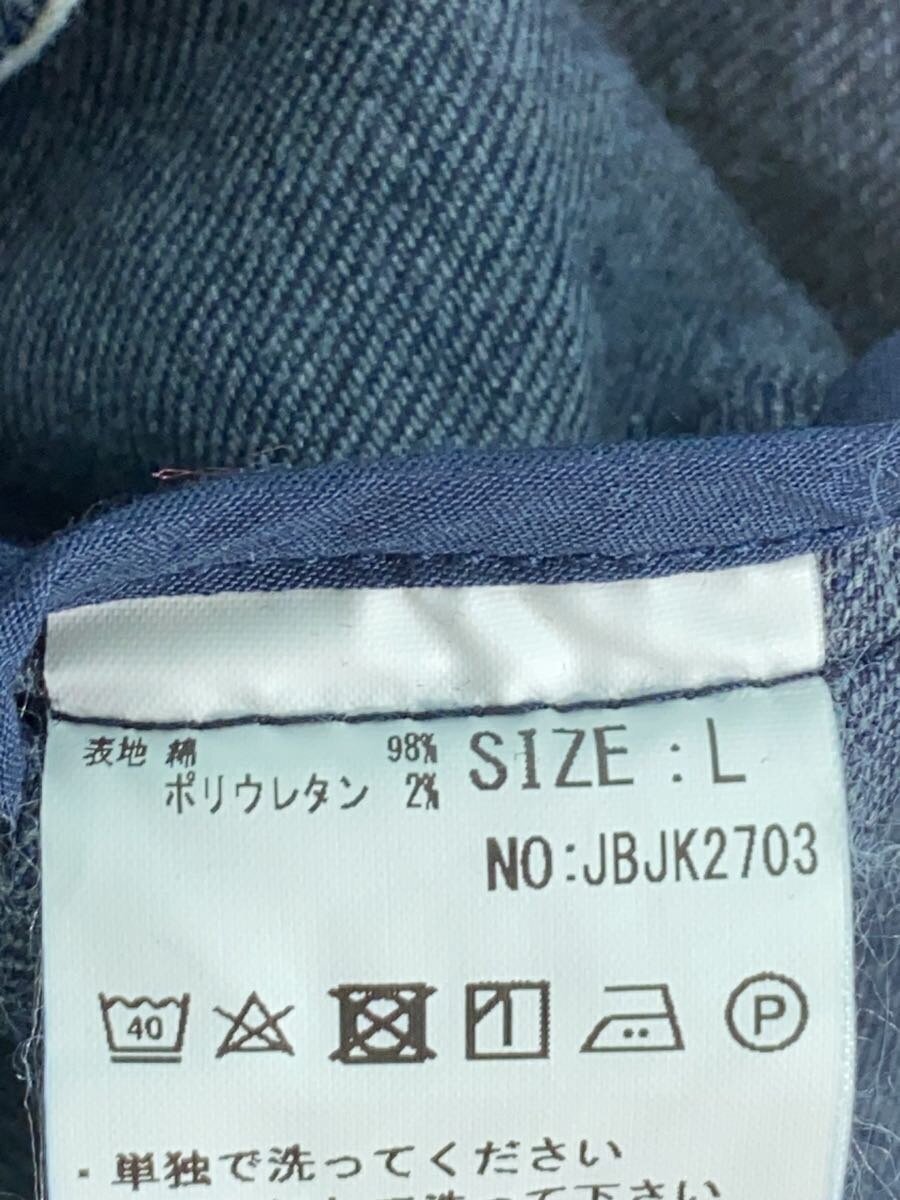 表地 綿 98%
ポリウレタン 2%
SIZE : L
NO:JBJK2703
40
P
・単独で洗ってください